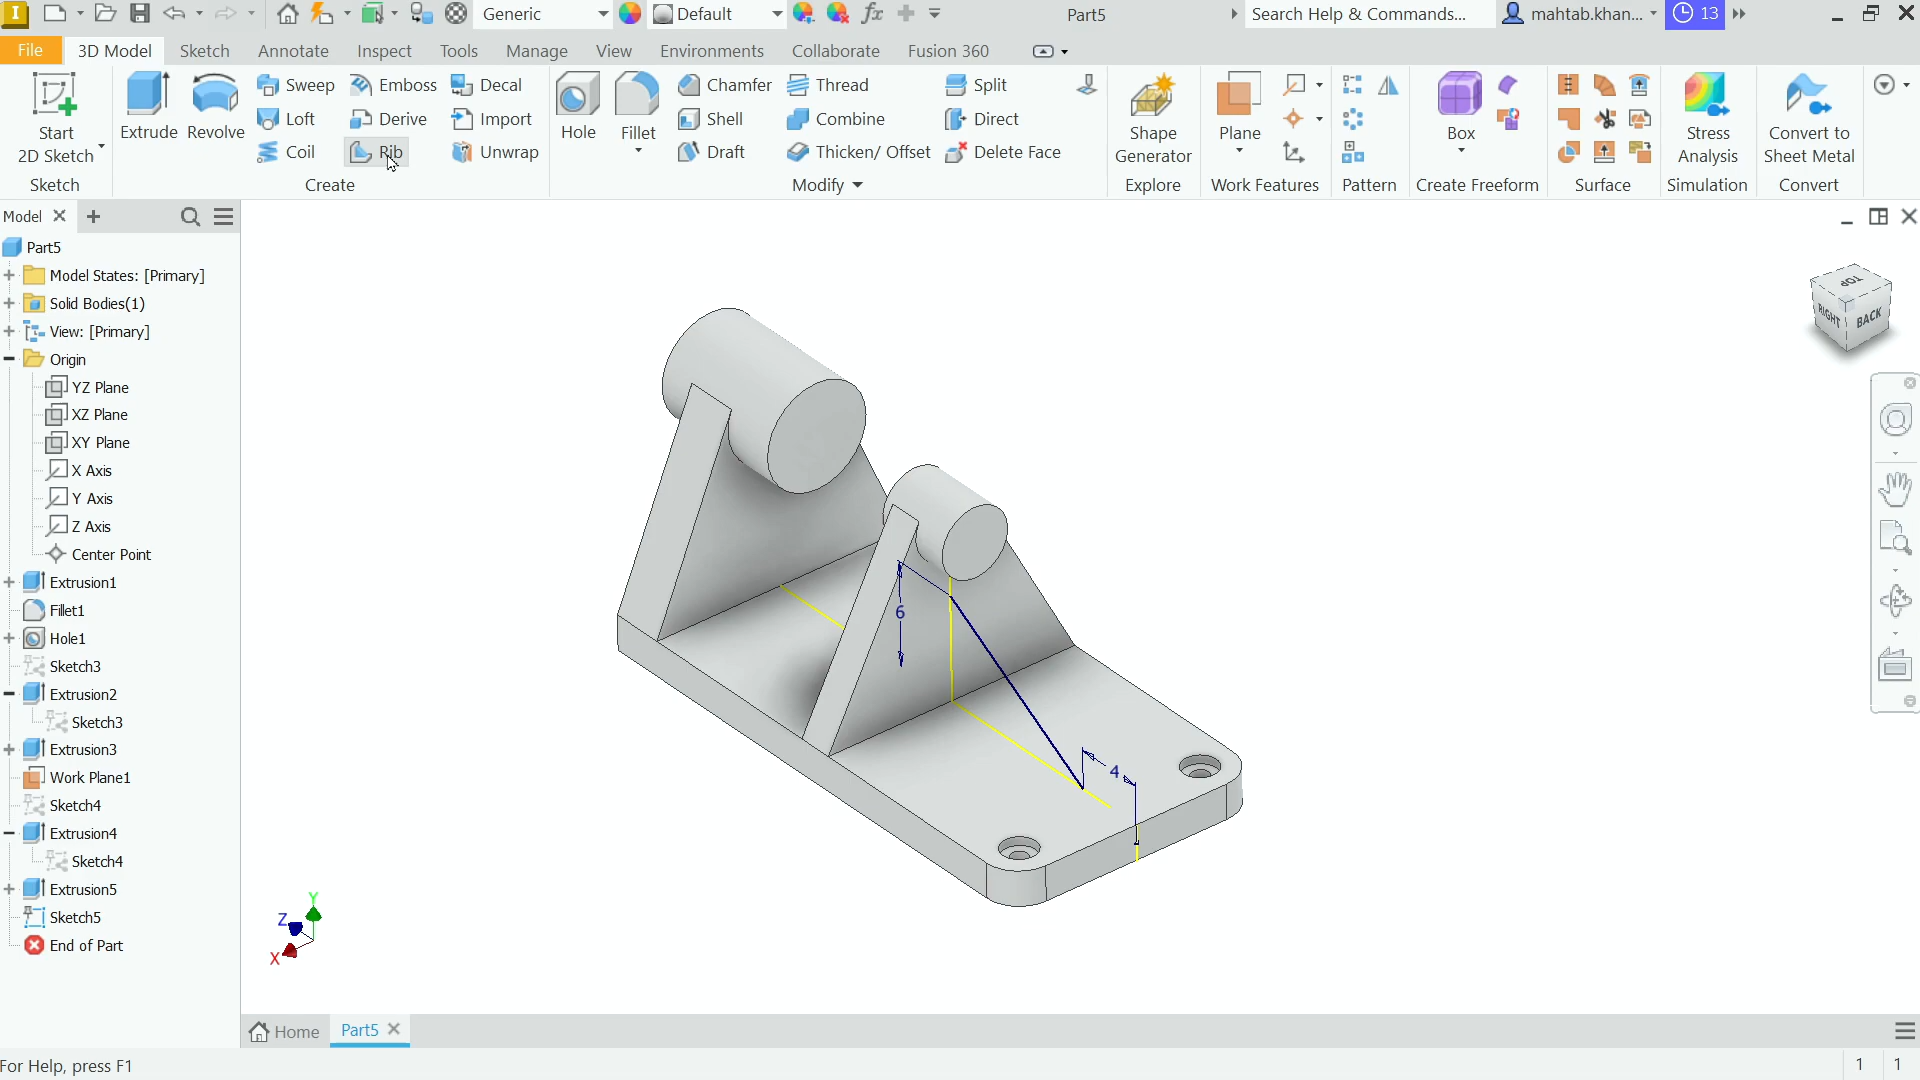 I Generic Default fx Part5 Search Help & Commands... mahtab.khan... 13
File 3D Model Sketch Annotate Inspect Tools Manage View Environments Collaborate Fusion 360
Start 2D Sketch
Extrude
Revolve
Sweep
Loft
Coil
Emboss
Derive
Rib
Decal
Import
Unwrap
Hole
Fillet
Chamfer
Shell
Draft
Thread
Combine
Thicken/ Offset
Split
Direct
Delete Face
Shape Generator
Plane
Box
Stress Analysis
Convert to Sheet Metal
Sketch Create Modify Explore Work Features Pattern Create Freeform Surface Simulation Convert
Model
Part5
Model States: [Primary]
Solid Bodies(1)
View: [Primary]
Origin
YZ Plane
XZ Plane
XY Plane
X Axis
Y Axis
Z Axis
Center Point
Extrusion1
Fillet1
Hole1
Sketch3
Extrusion2
Sketch3
Extrusion3
Work Plane1
Sketch4
Extrusion4
Sketch4
Extrusion5
Sketch5
End of Part
TOP
RIGHT
BACK
6
4
Y
Z
X
Home Part5
For Help, press F1 1 1